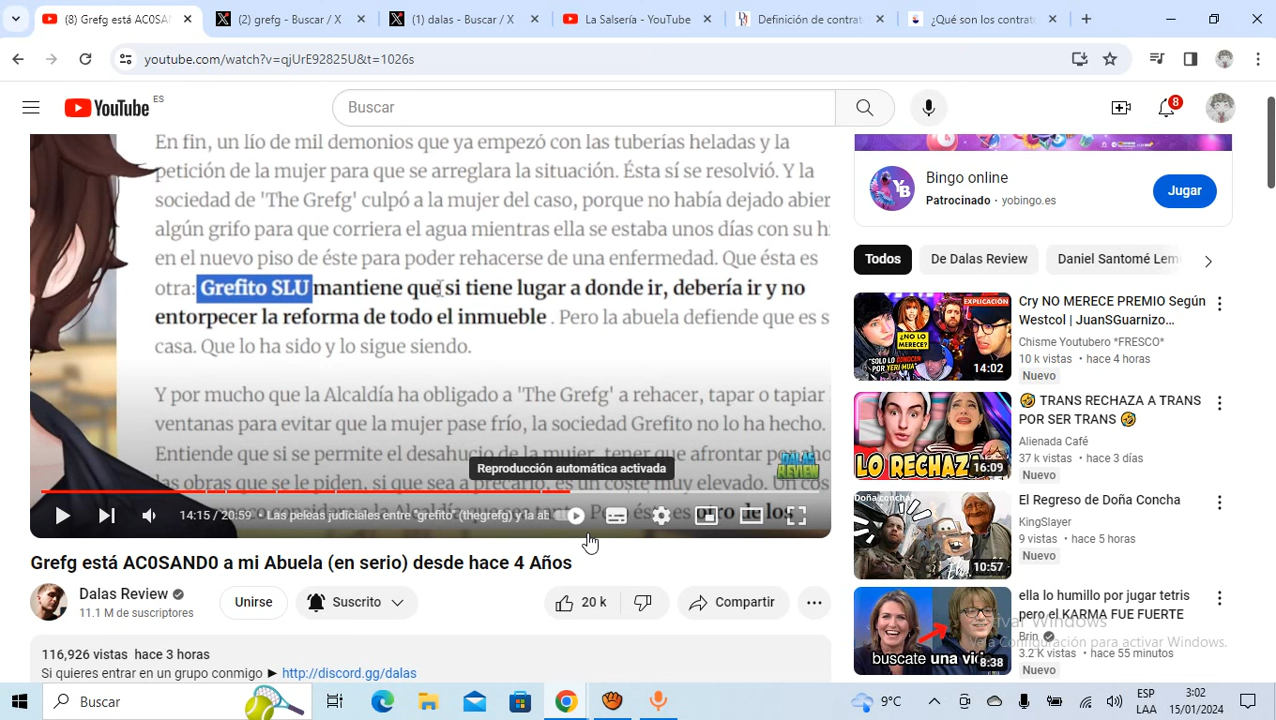 (8) Grefg está AC0SAN
(2) grefg - Buscar / X
(1) dalas - Buscar / X
La Salsería - YouTube
Definición de contrat
¿Qué son los contrat
youtube.com/watch?v=qjUrE92825U&t=1026s
YouTube ES
Buscar
8
En fin, un lío de mil demonios que ya empezó con las tuberías heladas y la
petición de la mujer para que se arreglara la situación. Ésta sí se resolvió. Y la
sociedad de 'The Grefg' culpó a la mujer del caso, porque no había dejado abier
algún grifo para que corriera el agua mientras ella se estaba unos días con su h
en el nuevo piso de éste para poder rehacerse de una enfermedad. Que ésta es
otra: Grefito SLU mantiene que si tiene lugar a donde ir, debería ir y no
entorpecer la reforma de todo el inmueble . Pero la abuela defiende que es s
casa. Que lo ha sido y lo sigue siendo.
Y por mucho que la Alcaldía ha obligado a 'The Grefg' a rehacer, tapar o tapiar
ventanas para evitar que la mujer pase frío, la sociedad Grefito no lo ha hecho.
Entiende que si se permite el desahucio de la mujer, tener que afrontar
las obras que se le piden, si que sea a precario, es un coste muy elevado.
otro de los
Reproducción automática activada
DALAS REVIEW
14:15 / 20:59 • Las peleas judiciales entre "grefito" (thegrefg) y la ab
Grefg está AC0SAND0 a mi Abuela (en serio) desde hace 4 Años
Dalas Review
11.1 M de suscriptores
Unirse
Suscrito
20 k
Compartir
116,926 vistas hace 3 horas
Si quieres entrar en un grupo conmigo ► http://discord.gg/dalas
YB
Bingo online
Patrocinado · yobingo.es
Jugar
Todos
De Dalas Review
Daniel Santomé Lem
EXPLICACIÓN
¿NO LO MERECE?
"SOLO LO CONOCEN POR YERI MUA"
14:02
Cry NO MERECE PREMIO Según
Westcol | JuanSGuarnizo…
Chisme Youtubero *FRESCO*
10 k vistas • hace 4 horas
Nuevo
LO RECHAZA
16:09
🤣 TRANS RECHAZA A TRANS
POR SER TRANS 🤣
Alienada Café
37 k vistas • hace 3 días
Nuevo
Doña concha
10:57
El Regreso de Doña Concha
KingSlayer
9 vistas • hace 5 horas
Nuevo
buscate una vida
8:38
ella lo humillo por jugar tetris
pero el KARMA FUE FUERTE
Brin
3.2 K vistas • hace 55 minutos
Nuevo
Activar Windows
Ve a Configuración para activar Windows.
Buscar
9°C
ESP
LAA
3:02
15/01/2024